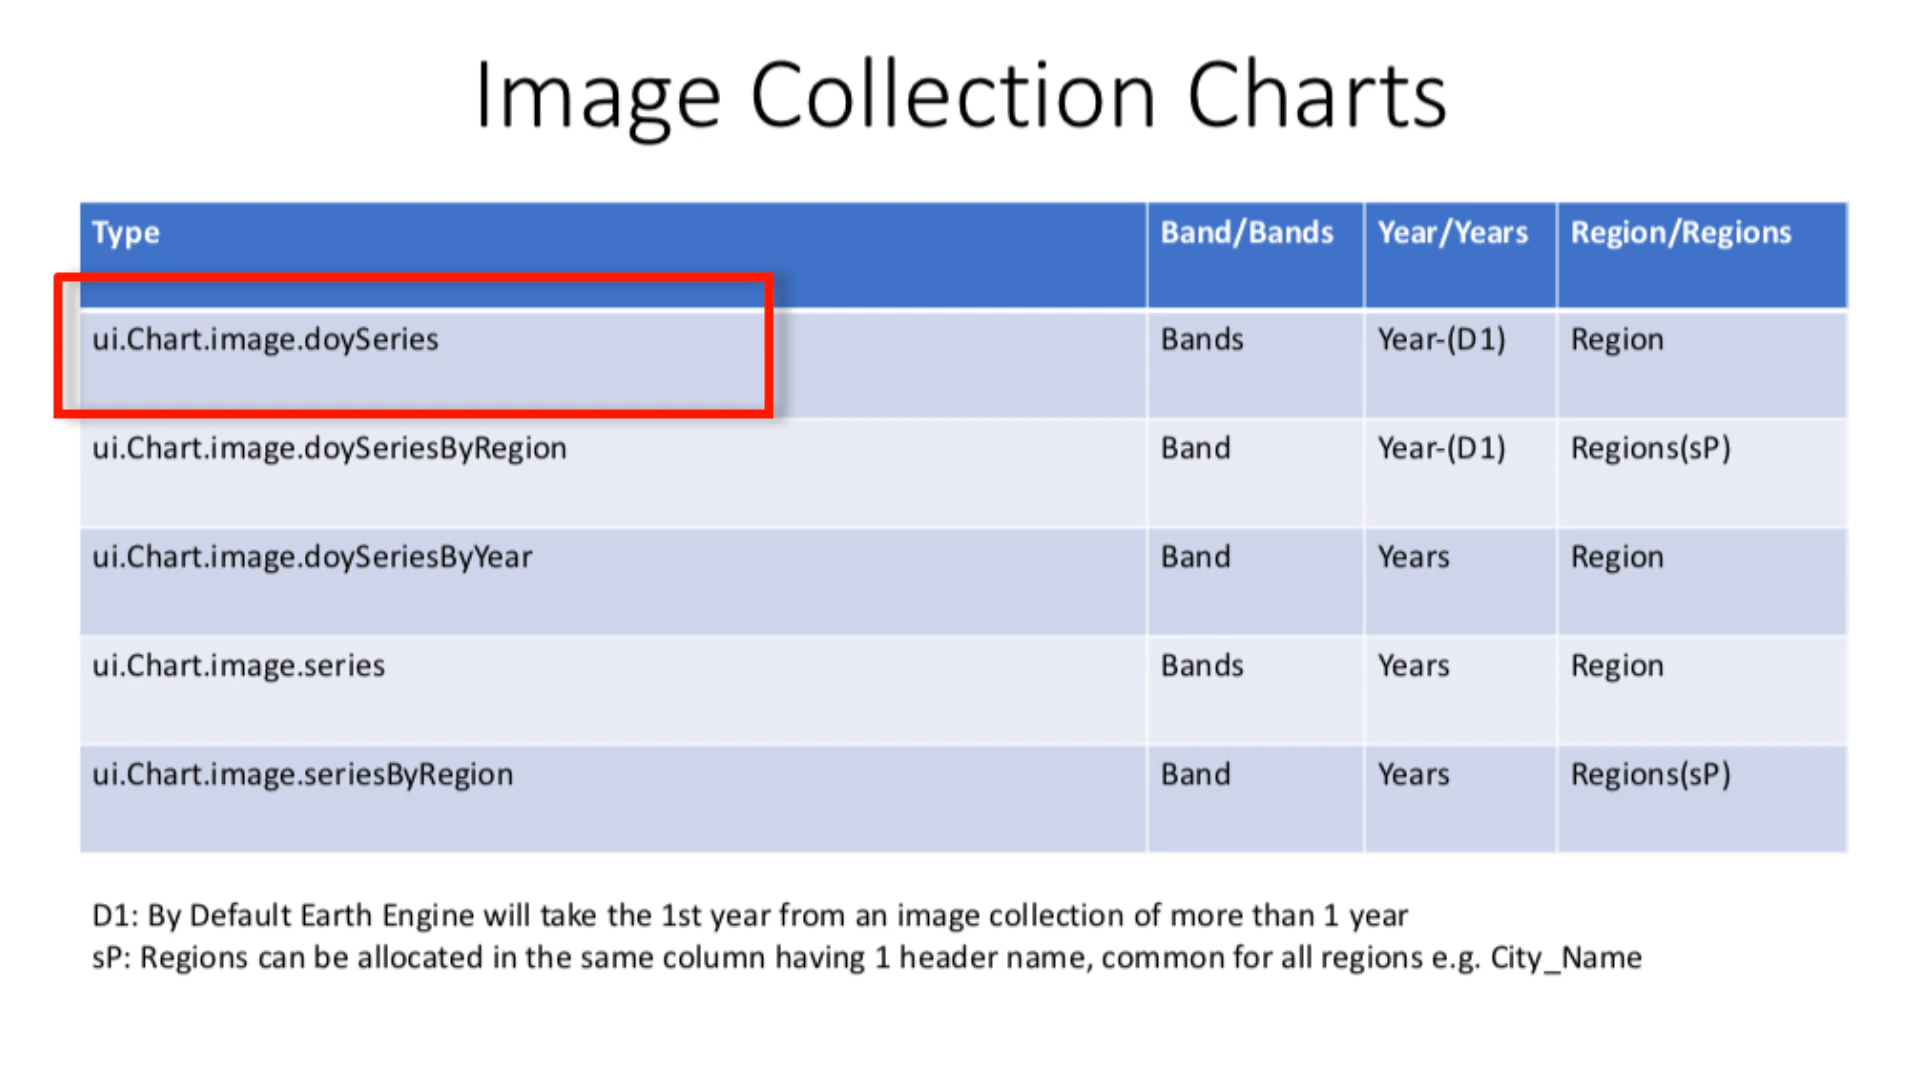 Image Collection Charts
Type Band/Bands Year/Years Region/Regions
ui.Chart.image.doySeries Bands Year-(D1) Region
ui.Chart.image.doySeriesByRegion Band Year-(D1) Regions(sP)
ui.Chart.image.doySeriesByYear Band Years Region
ui.Chart.image.series Bands Years Region
ui.Chart.image.seriesByRegion Band Years Regions(sP)
D1: By Default Earth Engine will take the 1st year from an image collection of more than 1 year
sP: Regions can be allocated in the same column having 1 header name, common for all regions e.g. City_Name